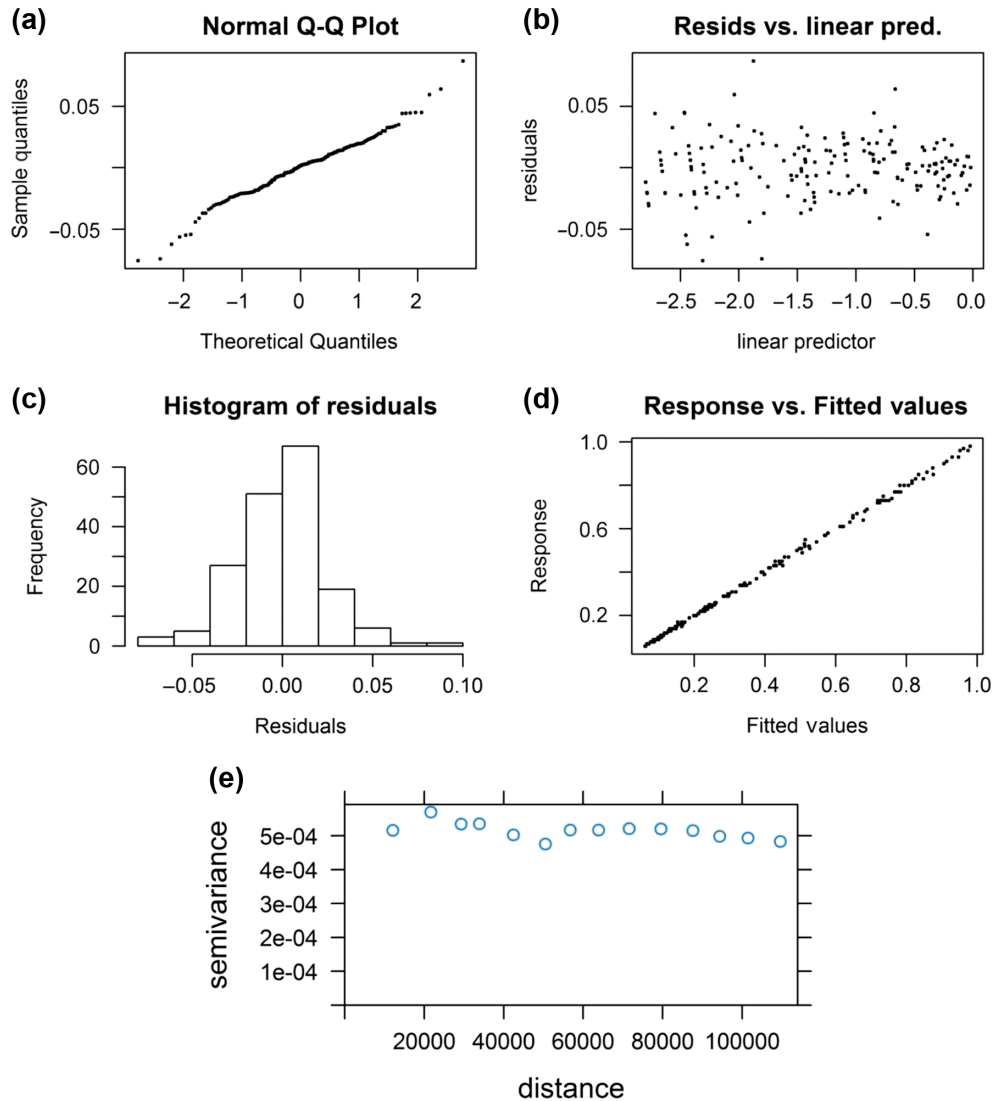 (a)
Normal Q-Q Plot
Sample quantiles
0.05
−0.05
−2 −1 0 1 2
Theoretical Quantiles
(b)
Resids vs. linear pred.
residuals
0.05
−0.05
−2.5 −2.0 −1.5 −1.0 −0.5 0.0
linear predictor
(c)
Histogram of residuals
Frequency
60
40
20
0
−0.05 0.00 0.05 0.10
Residuals
(d)
Response vs. Fitted values
Response
1.0
0.6
0.2
0.2 0.4 0.6 0.8 1.0
Fitted values
(e)
semivariance
5e-04
4e-04
3e-04
2e-04
1e-04
20000 40000 60000 80000 100000
distance